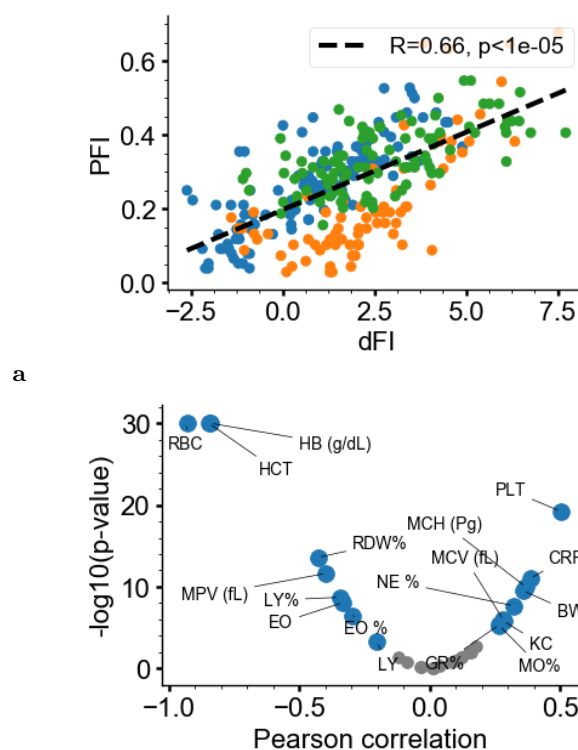 R=0.66, p<1e-05
0.6
0.4
0.2
0.0
PFI
−2.5
0.0
2.5
5.0
7.5
dFI
a
30
20
10
0
-log10(p-value)
RBC
HCT
HB (g/dL)
PLT
MCH (Pg)
RDW%
MCV (fL)
MPV (fL)
NE %
LY%
EO
EO %
LY
GR%
KC
MO%
−1.0
−0.5
0.0
0.5
Pearson correlation